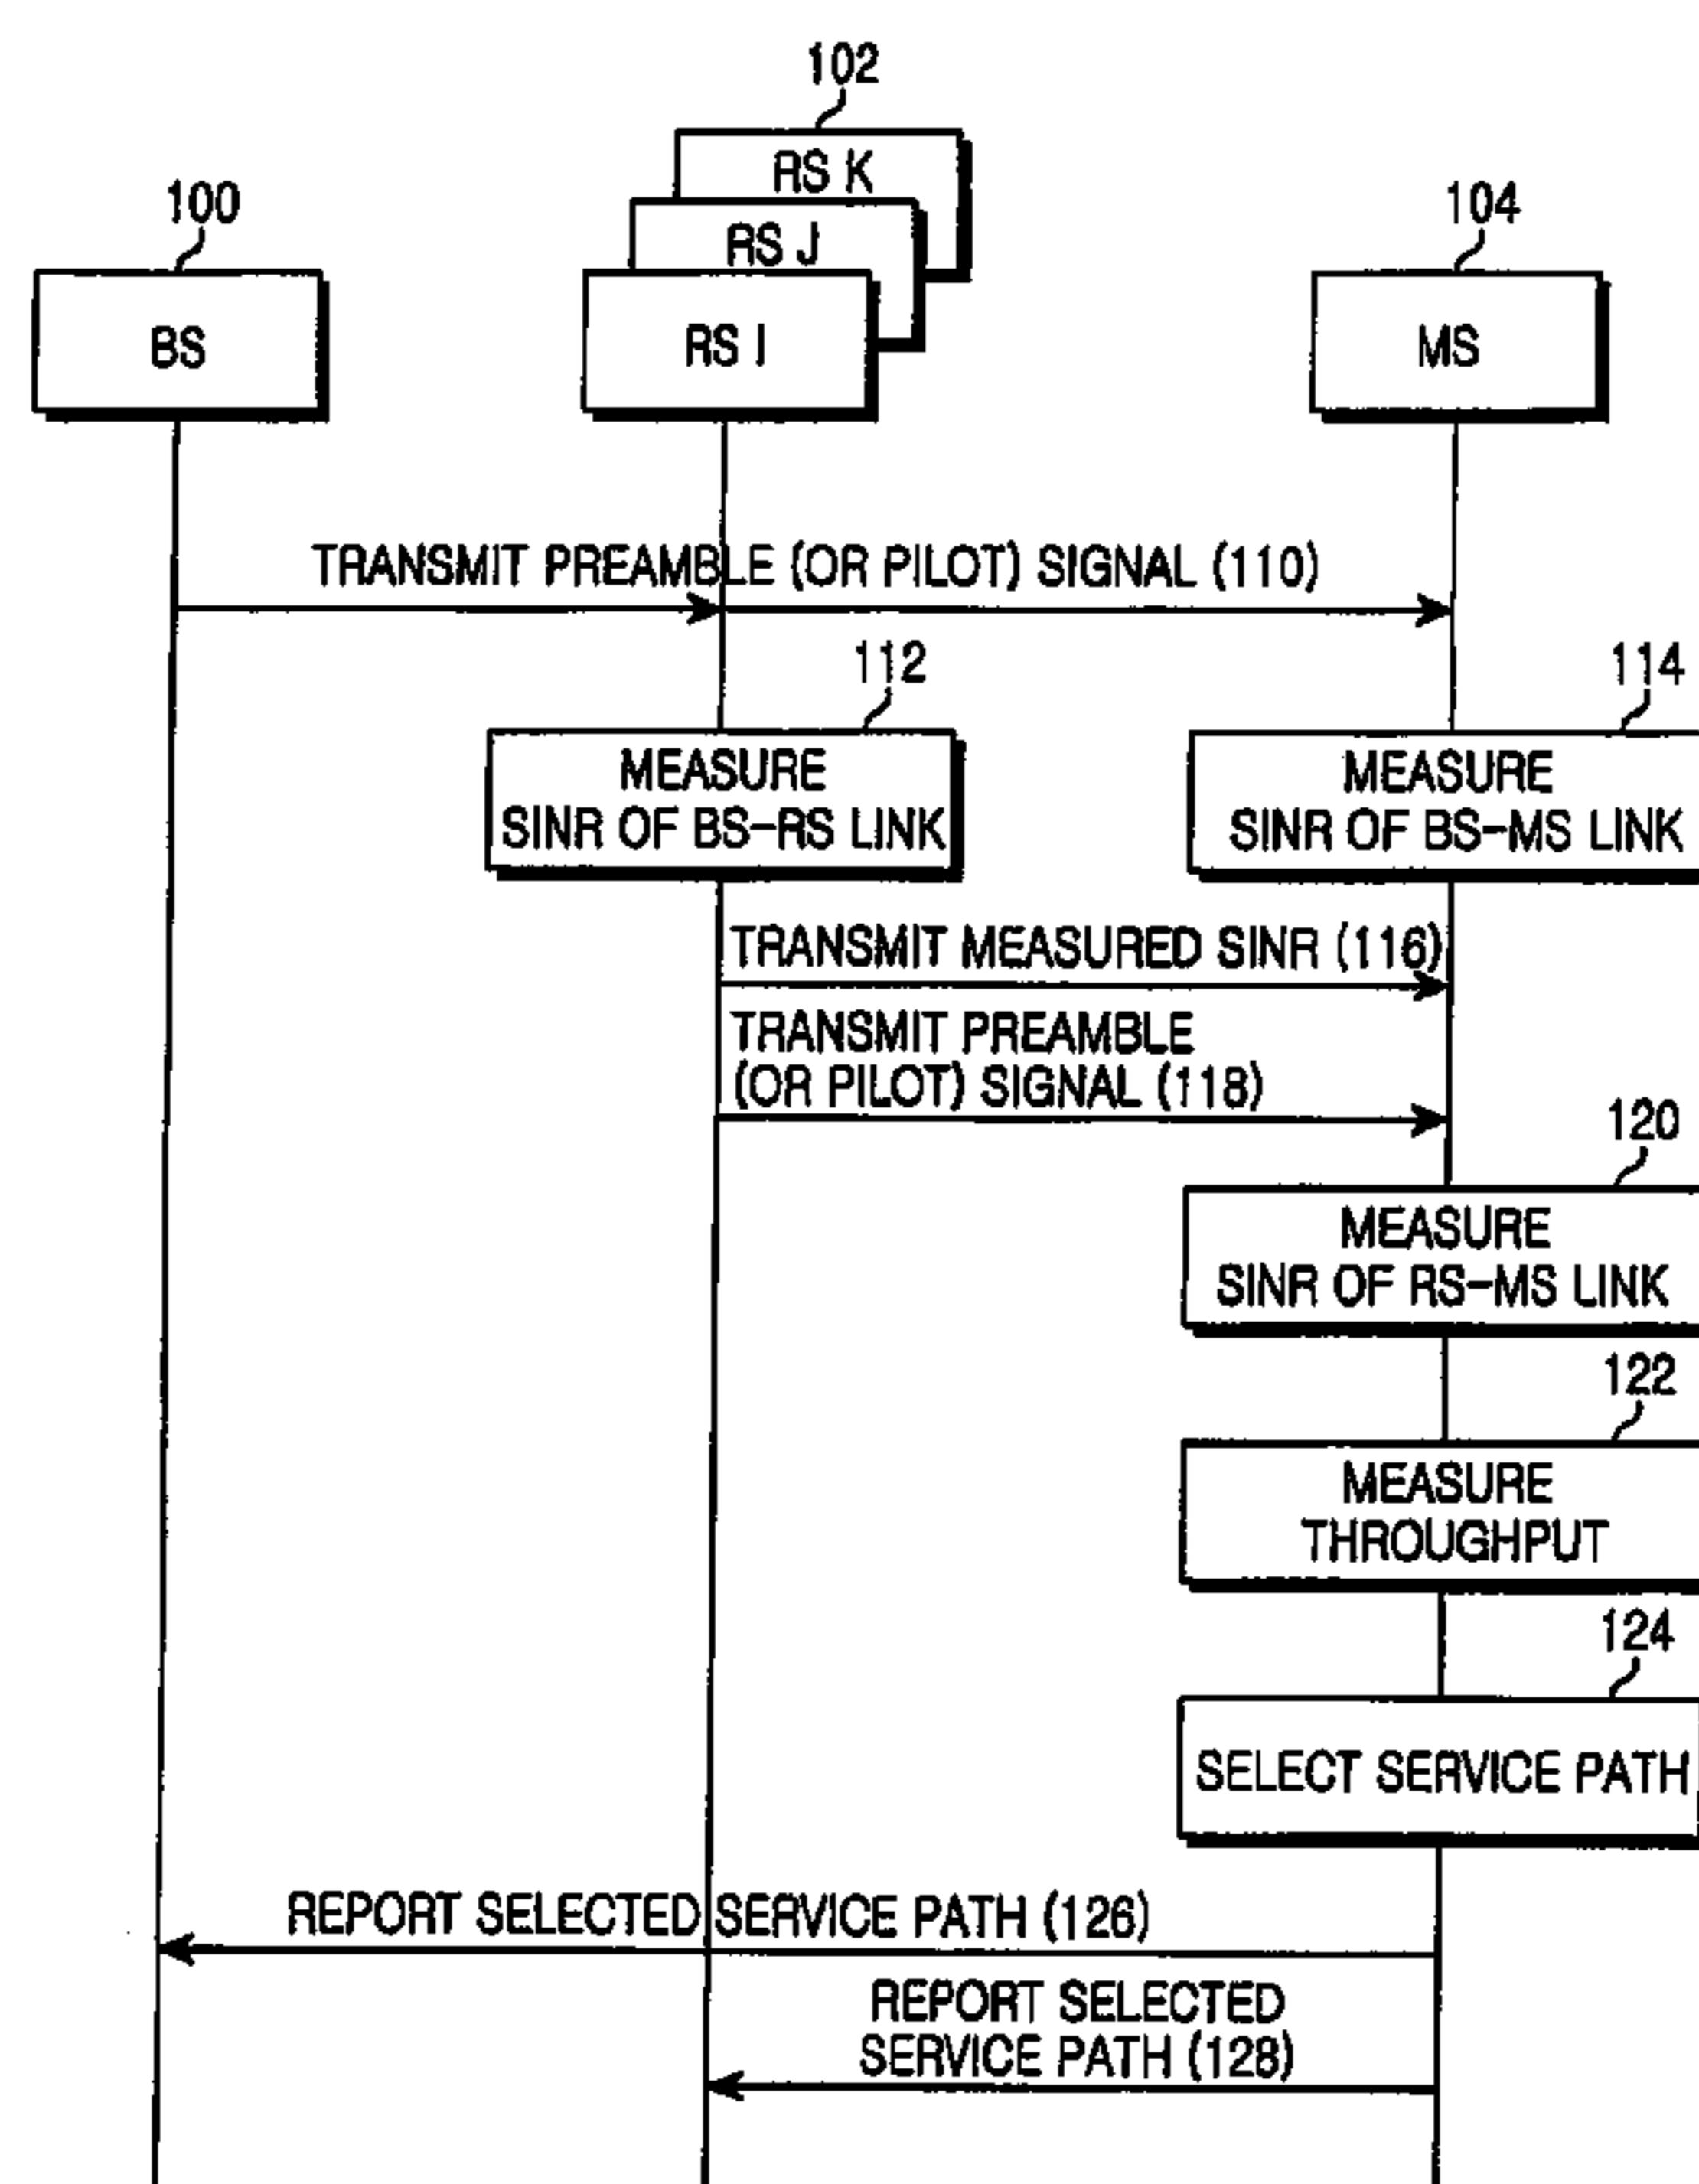 102
RS K
100
RS J
104
BS
RS I
MS
TRANSMIT PREAMBLE (OR PILOT) SIGNAL (110)
112
114
MEASURE
SINR OF BS-RS LINK
MEASURE
SINR OF BS-MS LINK
TRANSMIT MEASURED SINR (116)
TRANSMIT PREAMBLE
(OR PILOT) SIGNAL (118)
120
MEASURE
SINR OF RS-MS LINK
122
MEASURE
THROUGHPUT
124
SELECT SERVICE PATH
REPORT SELECTED SERVICE PATH (126)
REPORT SELECTED
SERVICE PATH (128)